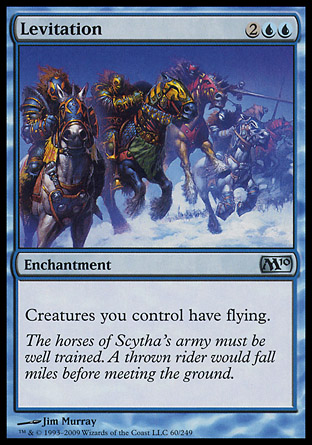 Levitation 2
Enchantment M10
Creatures you control have flying.
The horses of Scytha's army must be
well trained. A thrown rider would fall
miles before meeting the ground.
Jim Murray
™ & © 1993–2009 Wizards of the Coast LLC 60/249